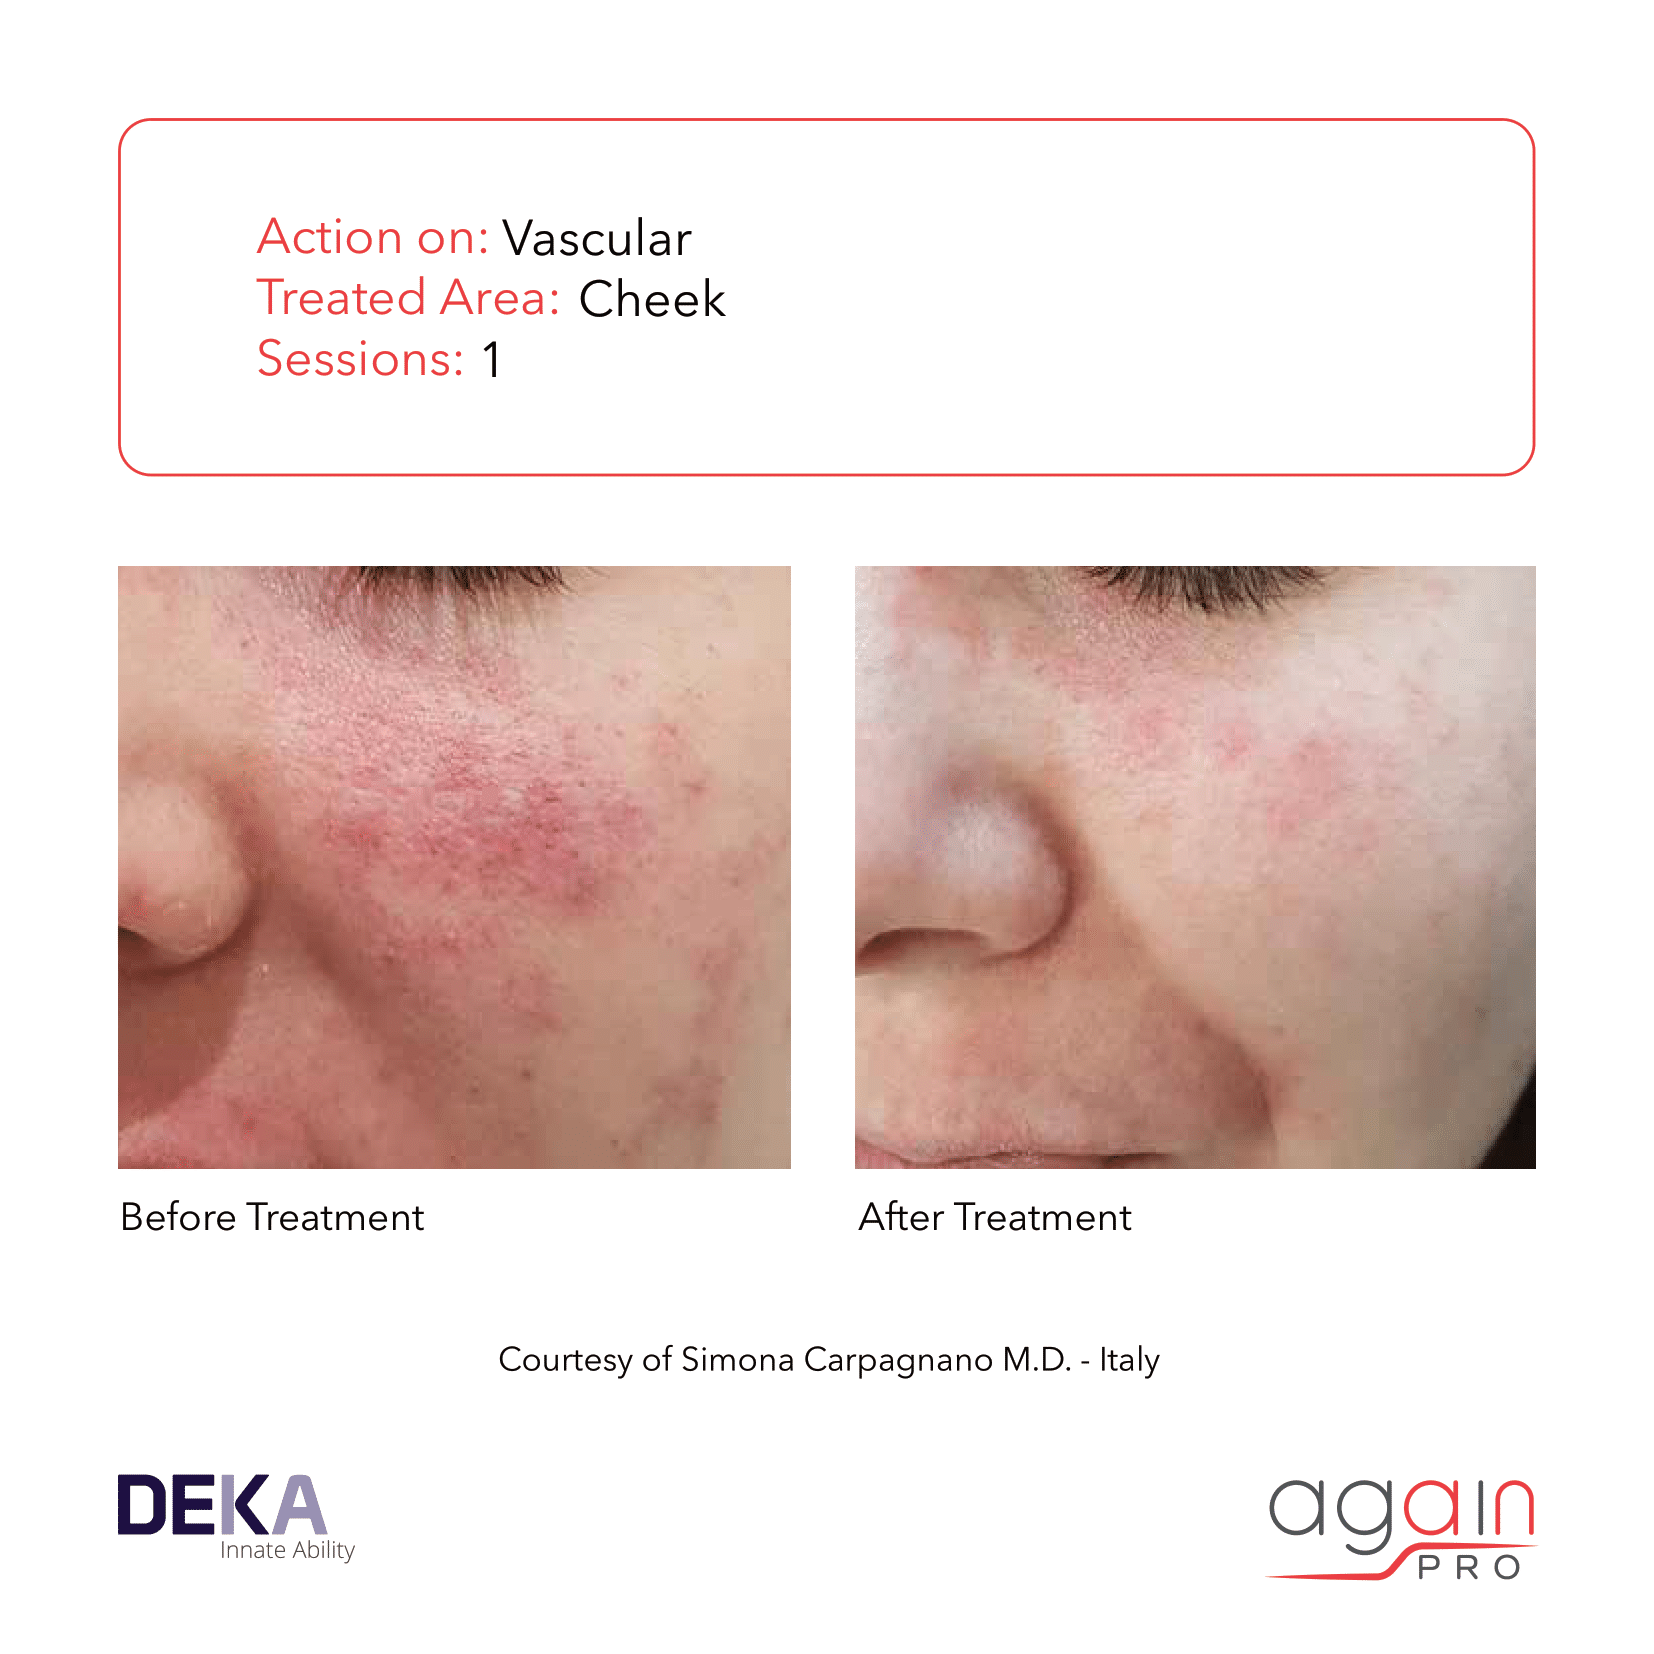 Action on: Vascular
Treated Area: Cheek
Sessions: 1
Before Treatment
After Treatment
Courtesy of Simona Carpagnano M.D. - Italy
DEKA
Innate Ability
again
PRO